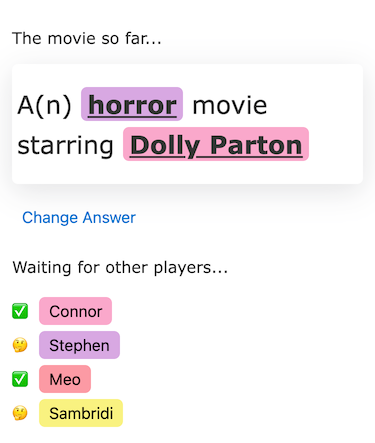 The movie so far...
A(n) horror movie
starring Dolly Parton
Change Answer
Waiting for other players...
✅ Connor
🤔 Stephen
✅ Meo
🤔 Sambridi